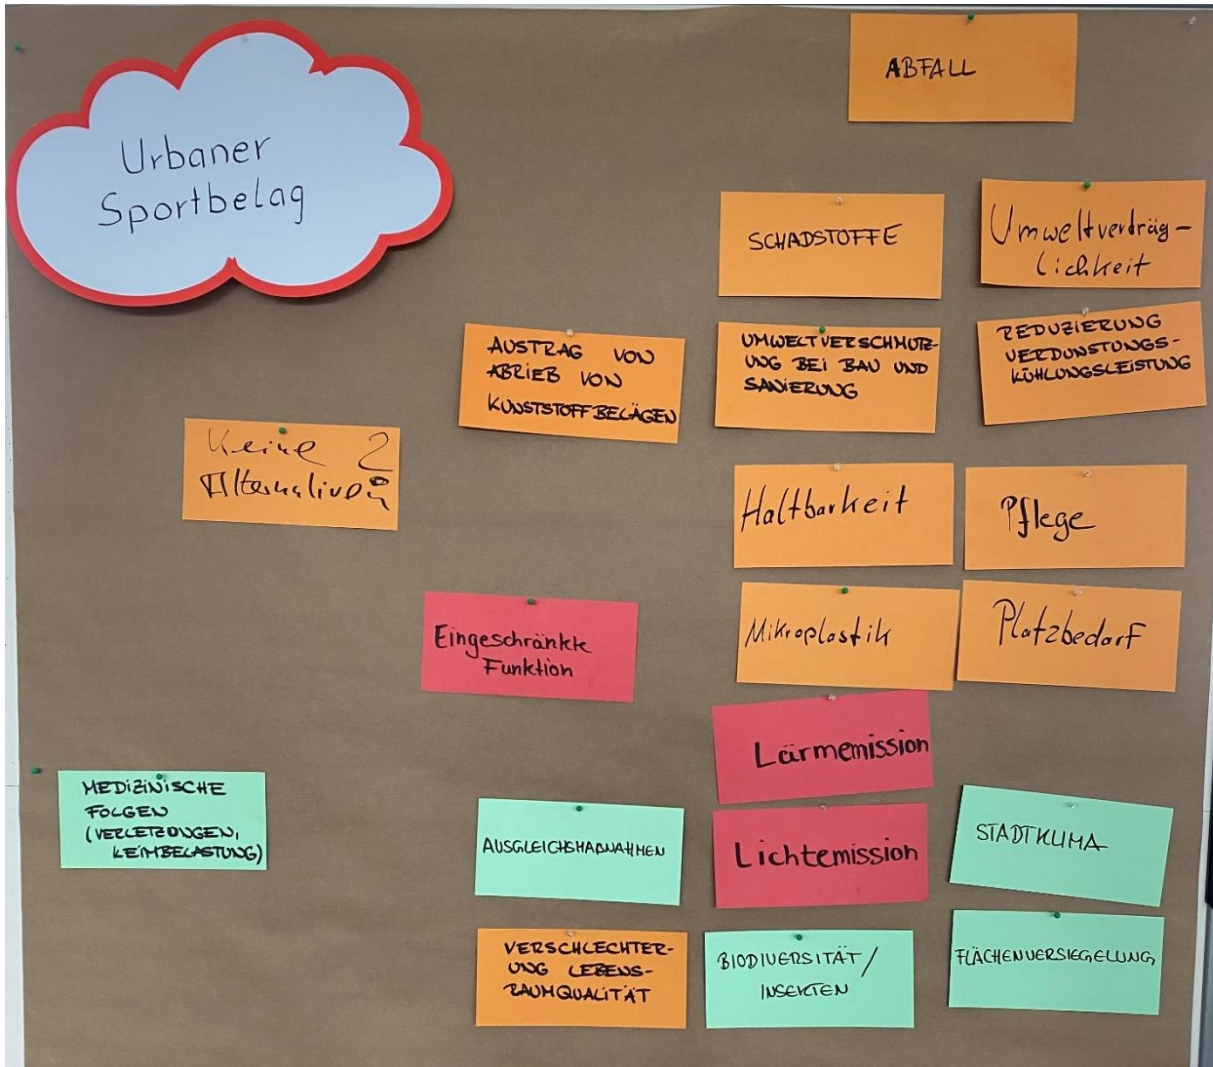 Urbaner
Sportbelag
ABFALL
SCHADSTOFFE
Umweltverträg-
lichkeit
AUSTRAG VON
ABRIEB VON
KUNSTSTOFFBELÄGEN
UMWELTVERSCHMUTZ-
UNG BEI BAU UND
SANIERUNG
REDUZIERUNG
VERDUNSTUNGS-
KÜHLUNGSLEISTUNG
Keine ?
Alternativen
Haltbarkeit
Pflege
Eingeschränkte
Funktion
Mikroplastik
Platzbedarf
Lärmemission
MEDIZINISCHE
FOLGEN
(VERLETZUNGEN,
KEIMBELASTUNG)
AUSGLEICHSMAßNAHMEN
Lichtemission
STADTKLIMA
VERSCHLECHTER-
UNG LEBENS-
RAUMQUALITÄT
BIODIVERSITÄT/
INSEKTEN
FLÄCHENVERSIEGELUNG